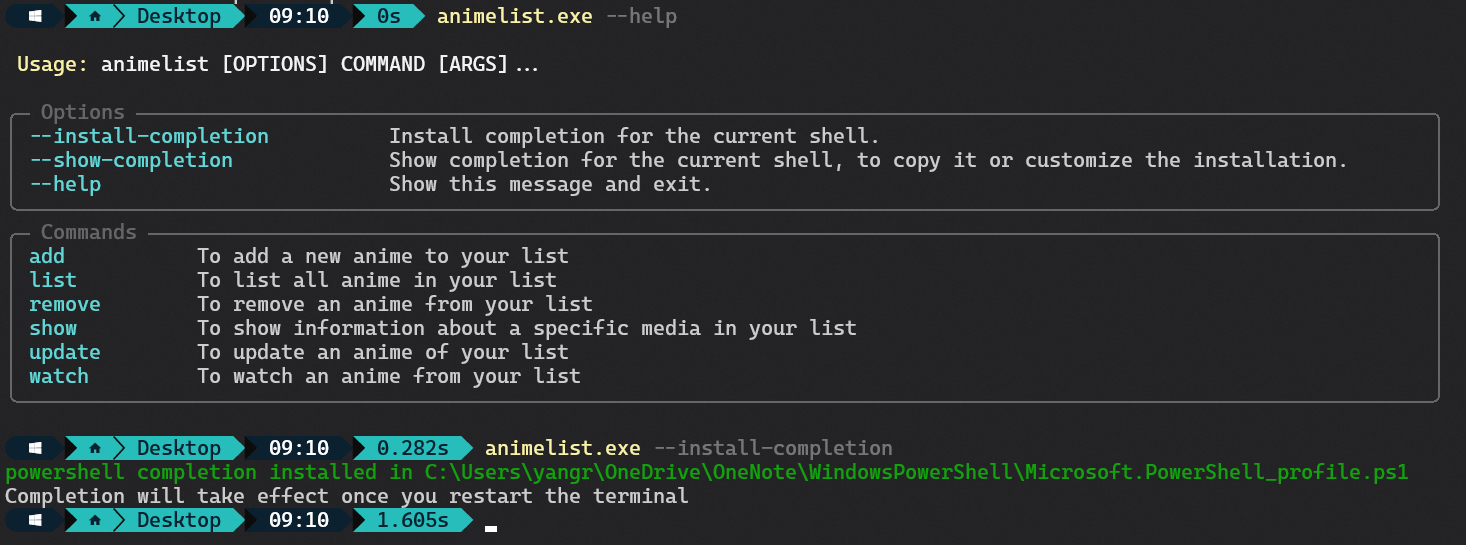 Desktop 09:10 0s animelist.exe --help
Usage: animelist [OPTIONS] COMMAND [ARGS]...
Options
--install-completion Install completion for the current shell.
--show-completion Show completion for the current shell, to copy it or customize the installation.
--help Show this message and exit.
Commands
add To add a new anime to your list
list To list all anime in your list
remove To remove an anime from your list
show To show information about a specific media in your list
update To update an anime of your list
watch To watch an anime from your list
Desktop 09:10 0.282s animelist.exe --install-completion
powershell completion installed in C:\Users\yangr\OneDrive\OneNote\WindowsPowerShell\Microsoft.PowerShell_profile.ps1
Completion will take effect once you restart the terminal
Desktop 09:10 1.605s